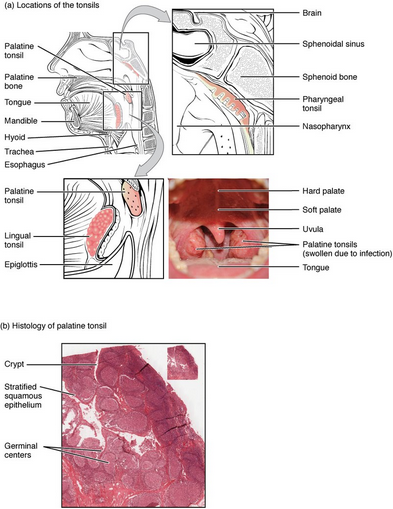 (a) Locations of the tonsils
Palatine
tonsil
Palatine
bone
Tongue
Mandible
Hyoid
Trachea
Esophagus
Brain
Sphenoidal sinus
Sphenoid bone
Pharyngeal
tonsil
Nasopharynx
Palatine
tonsil
Lingual
tonsil
Epiglottis
Hard palate
Soft palate
Uvula
Palatine tonsils
(swollen due to infection)
Tongue
(b) Histology of palatine tonsil
Crypt
Stratified
squamous
epithelium
Germinal
centers